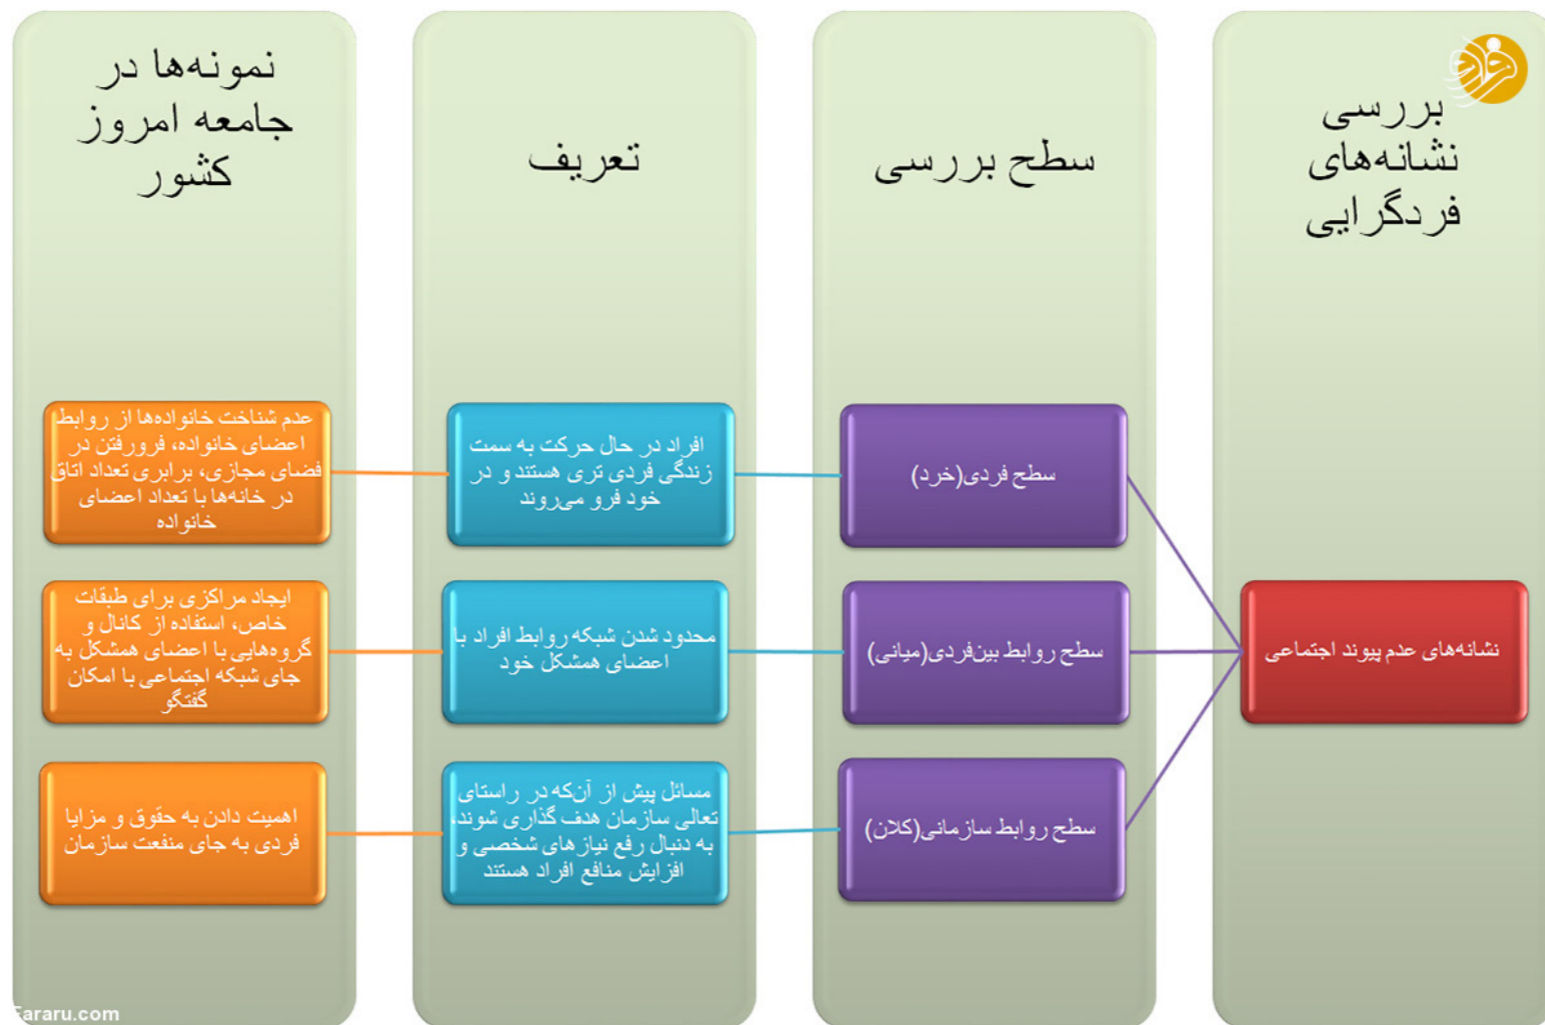 بررسی
نشانه‌های
فردگرایی
سطح بررسی
تعریف
نمونه‌ها در
جامعه امروز
کشور
نشانه‌های عدم پیوند اجتماعی
سطح فردی(خرد)
افراد در حال حرکت به سمت
زندگی فردی تری هستند و در
خود فرو می‌روند
عدم شناخت خانواده‌ها از روابط
اعضای خانواده، فرورفتن در
فضای مجازی، برابری تعداد اتاق
در خانه‌ها با تعداد اعضای
خانواده
سطح روابط بین‌فردی(میانی)
محدود شدن شبکه روابط افراد با
اعضای همشکل خود
ایجاد مراکزی برای طبقات
خاص، استفاده از کانال و
گروه‌هایی با اعضای همشکل به
جای شبکه اجتماعی با امکان
گفتگو
سطح روابط سازمانی(کلان)
مسائل پیش از آن‌که در راستای
تعالی سازمان هدف گذاری شوند،
به دنبال رفع نیازهای شخصی و
افزایش منافع افراد هستند
اهمیت دادن به حقوق و مزایا
فردی به جای منفعت سازمان
Fararu.com